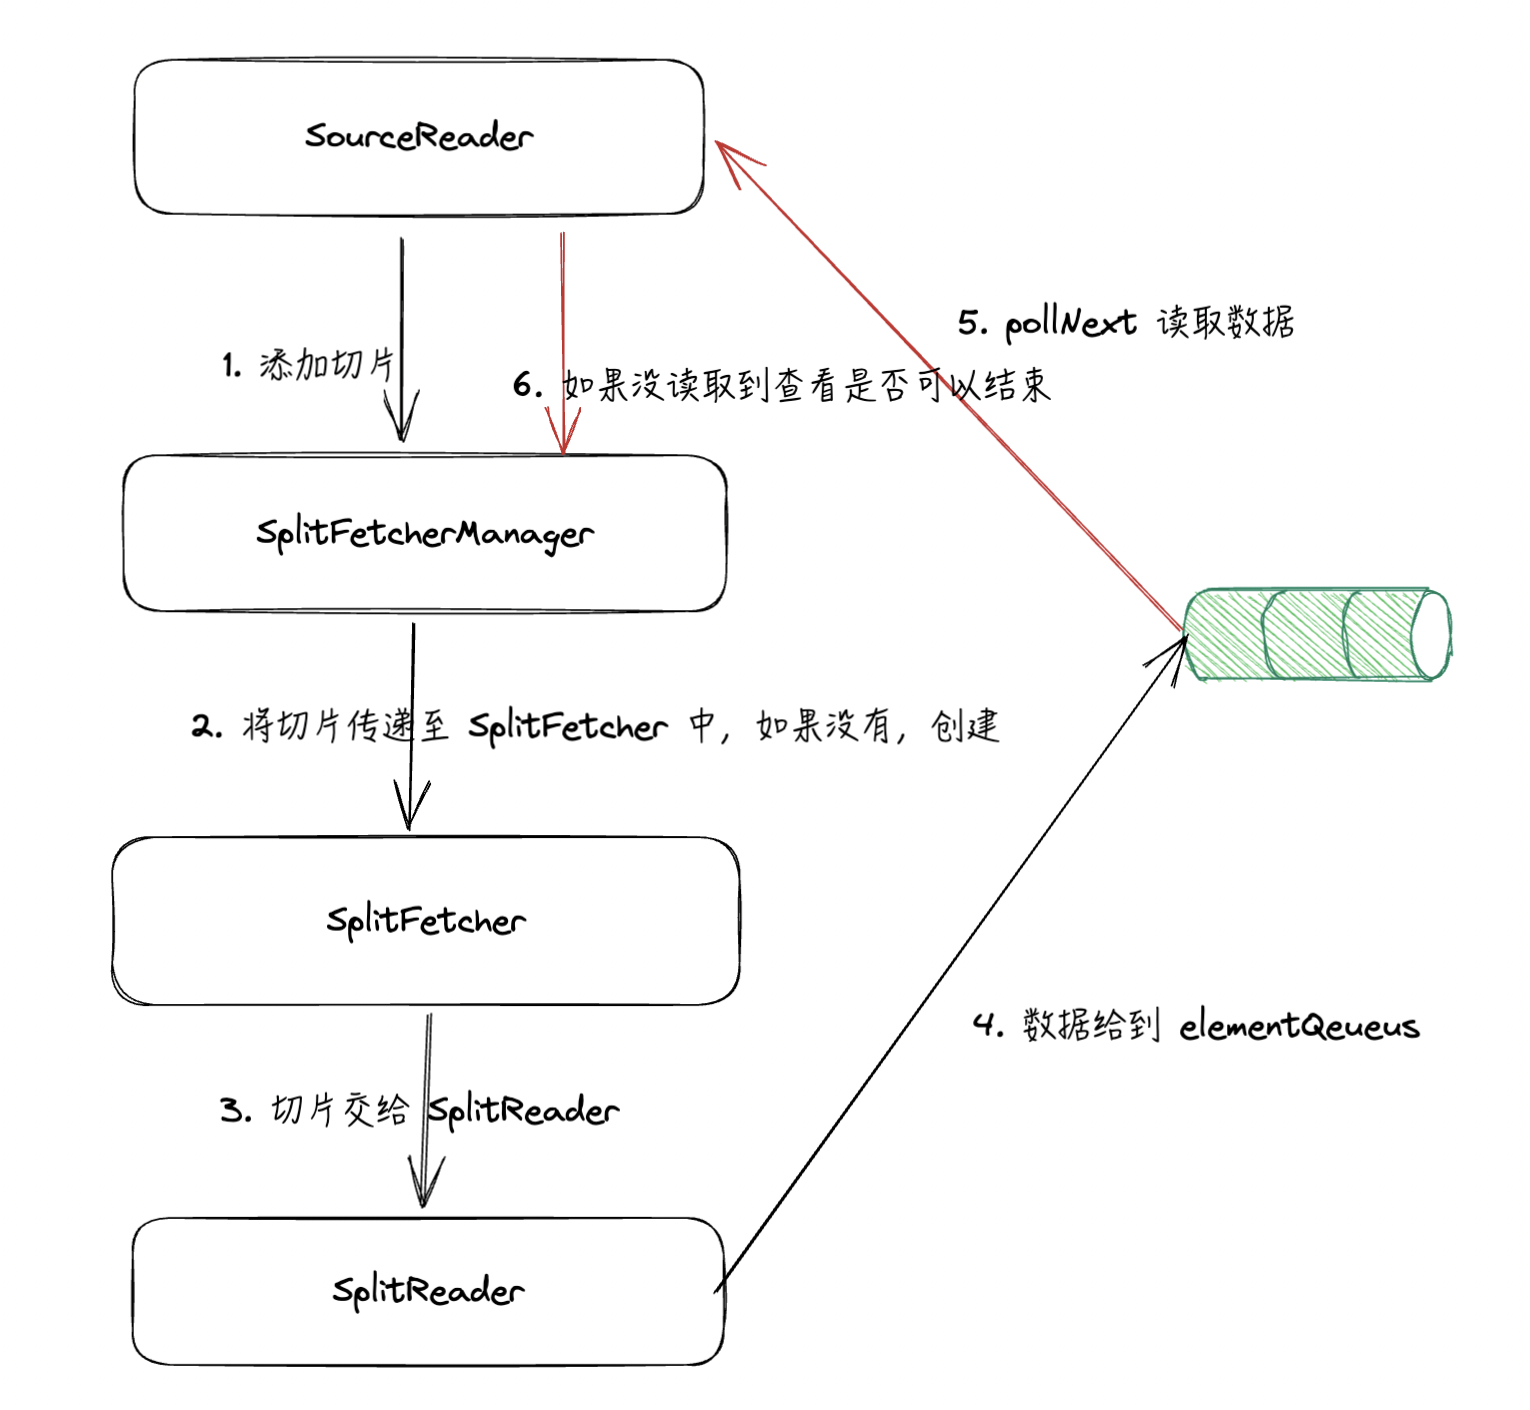 SourceReader
5. pollNext 读取数据
1. 添加切片
6. 如果没读取到查看是否可以结束
SplitFetcherManager
2. 将切片传递至 SplitFetcher 中，如果没有，创建
SplitFetcher
4. 数据给到 elementQeueus
3. 切片交给 SplitReader
SplitReader